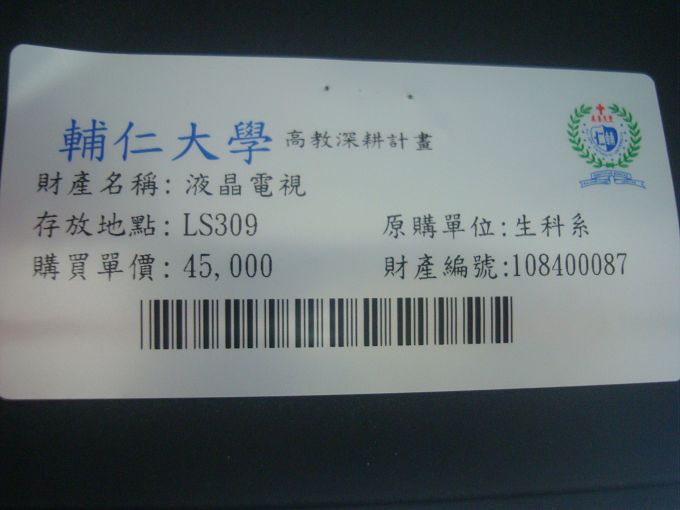 輔仁大學 高教深耕計畫
財產名稱: 液晶電視
存放地點: LS309 原購單位:生科系
購買單價: 45,000 財產編號:108400087